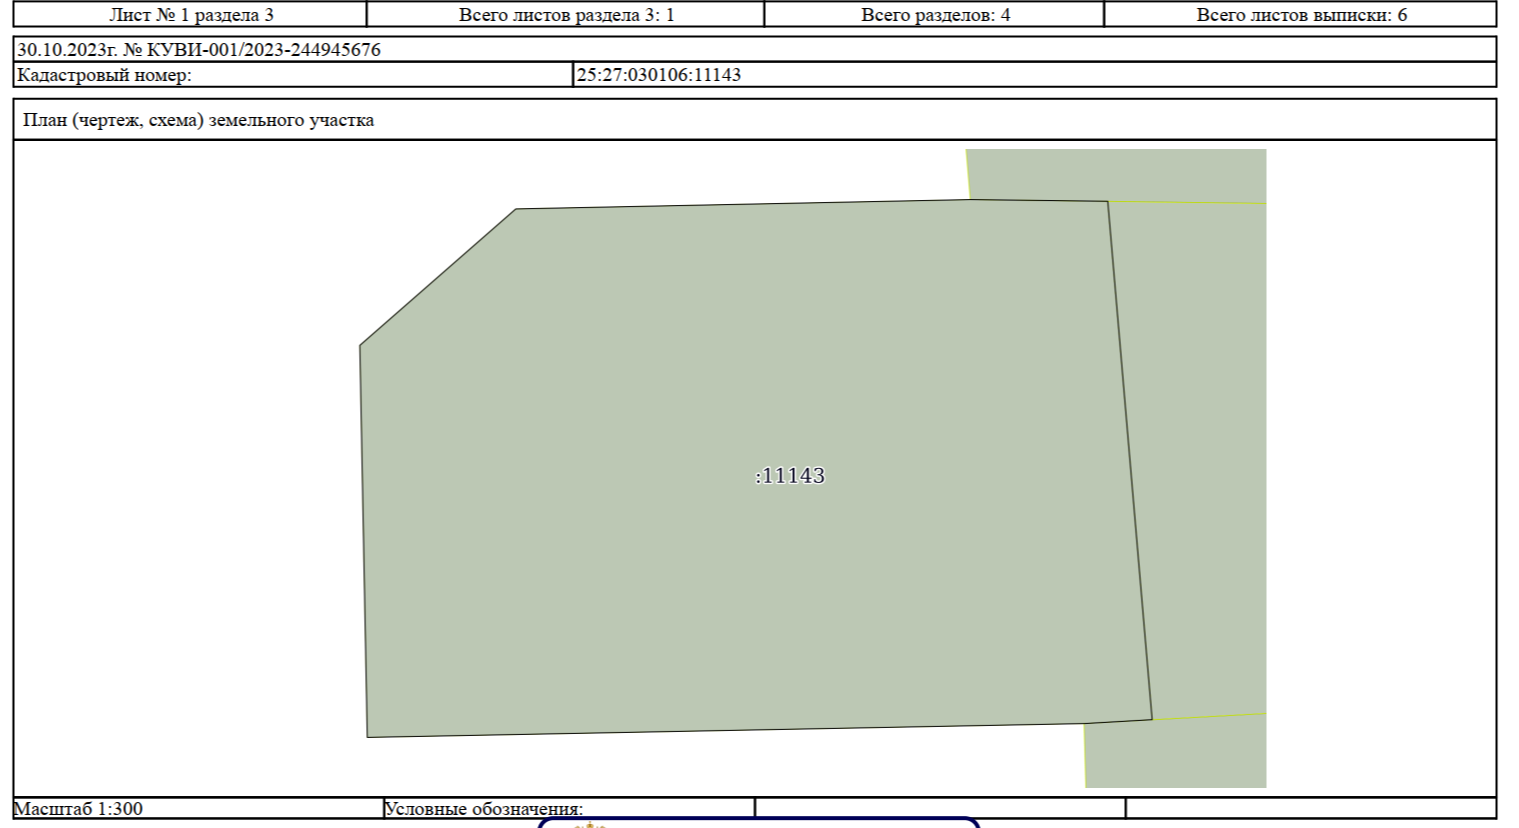 Лист № 1 раздела 3 Всего листов раздела 3: 1 Всего разделов: 4 Всего листов выписки: 6
30.10.2023г. № КУВИ-001/2023-244945676
Кадастровый номер: 25:27:030106:11143
План (чертеж, схема) земельного участка
:11143
Масштаб 1:300 Условные обозначения: